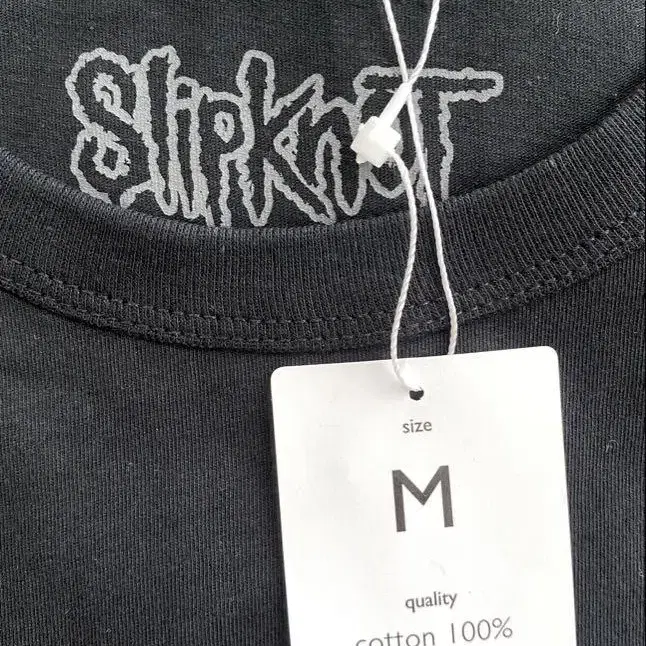 SlipKnoT
size
M
quality
cotton 100%